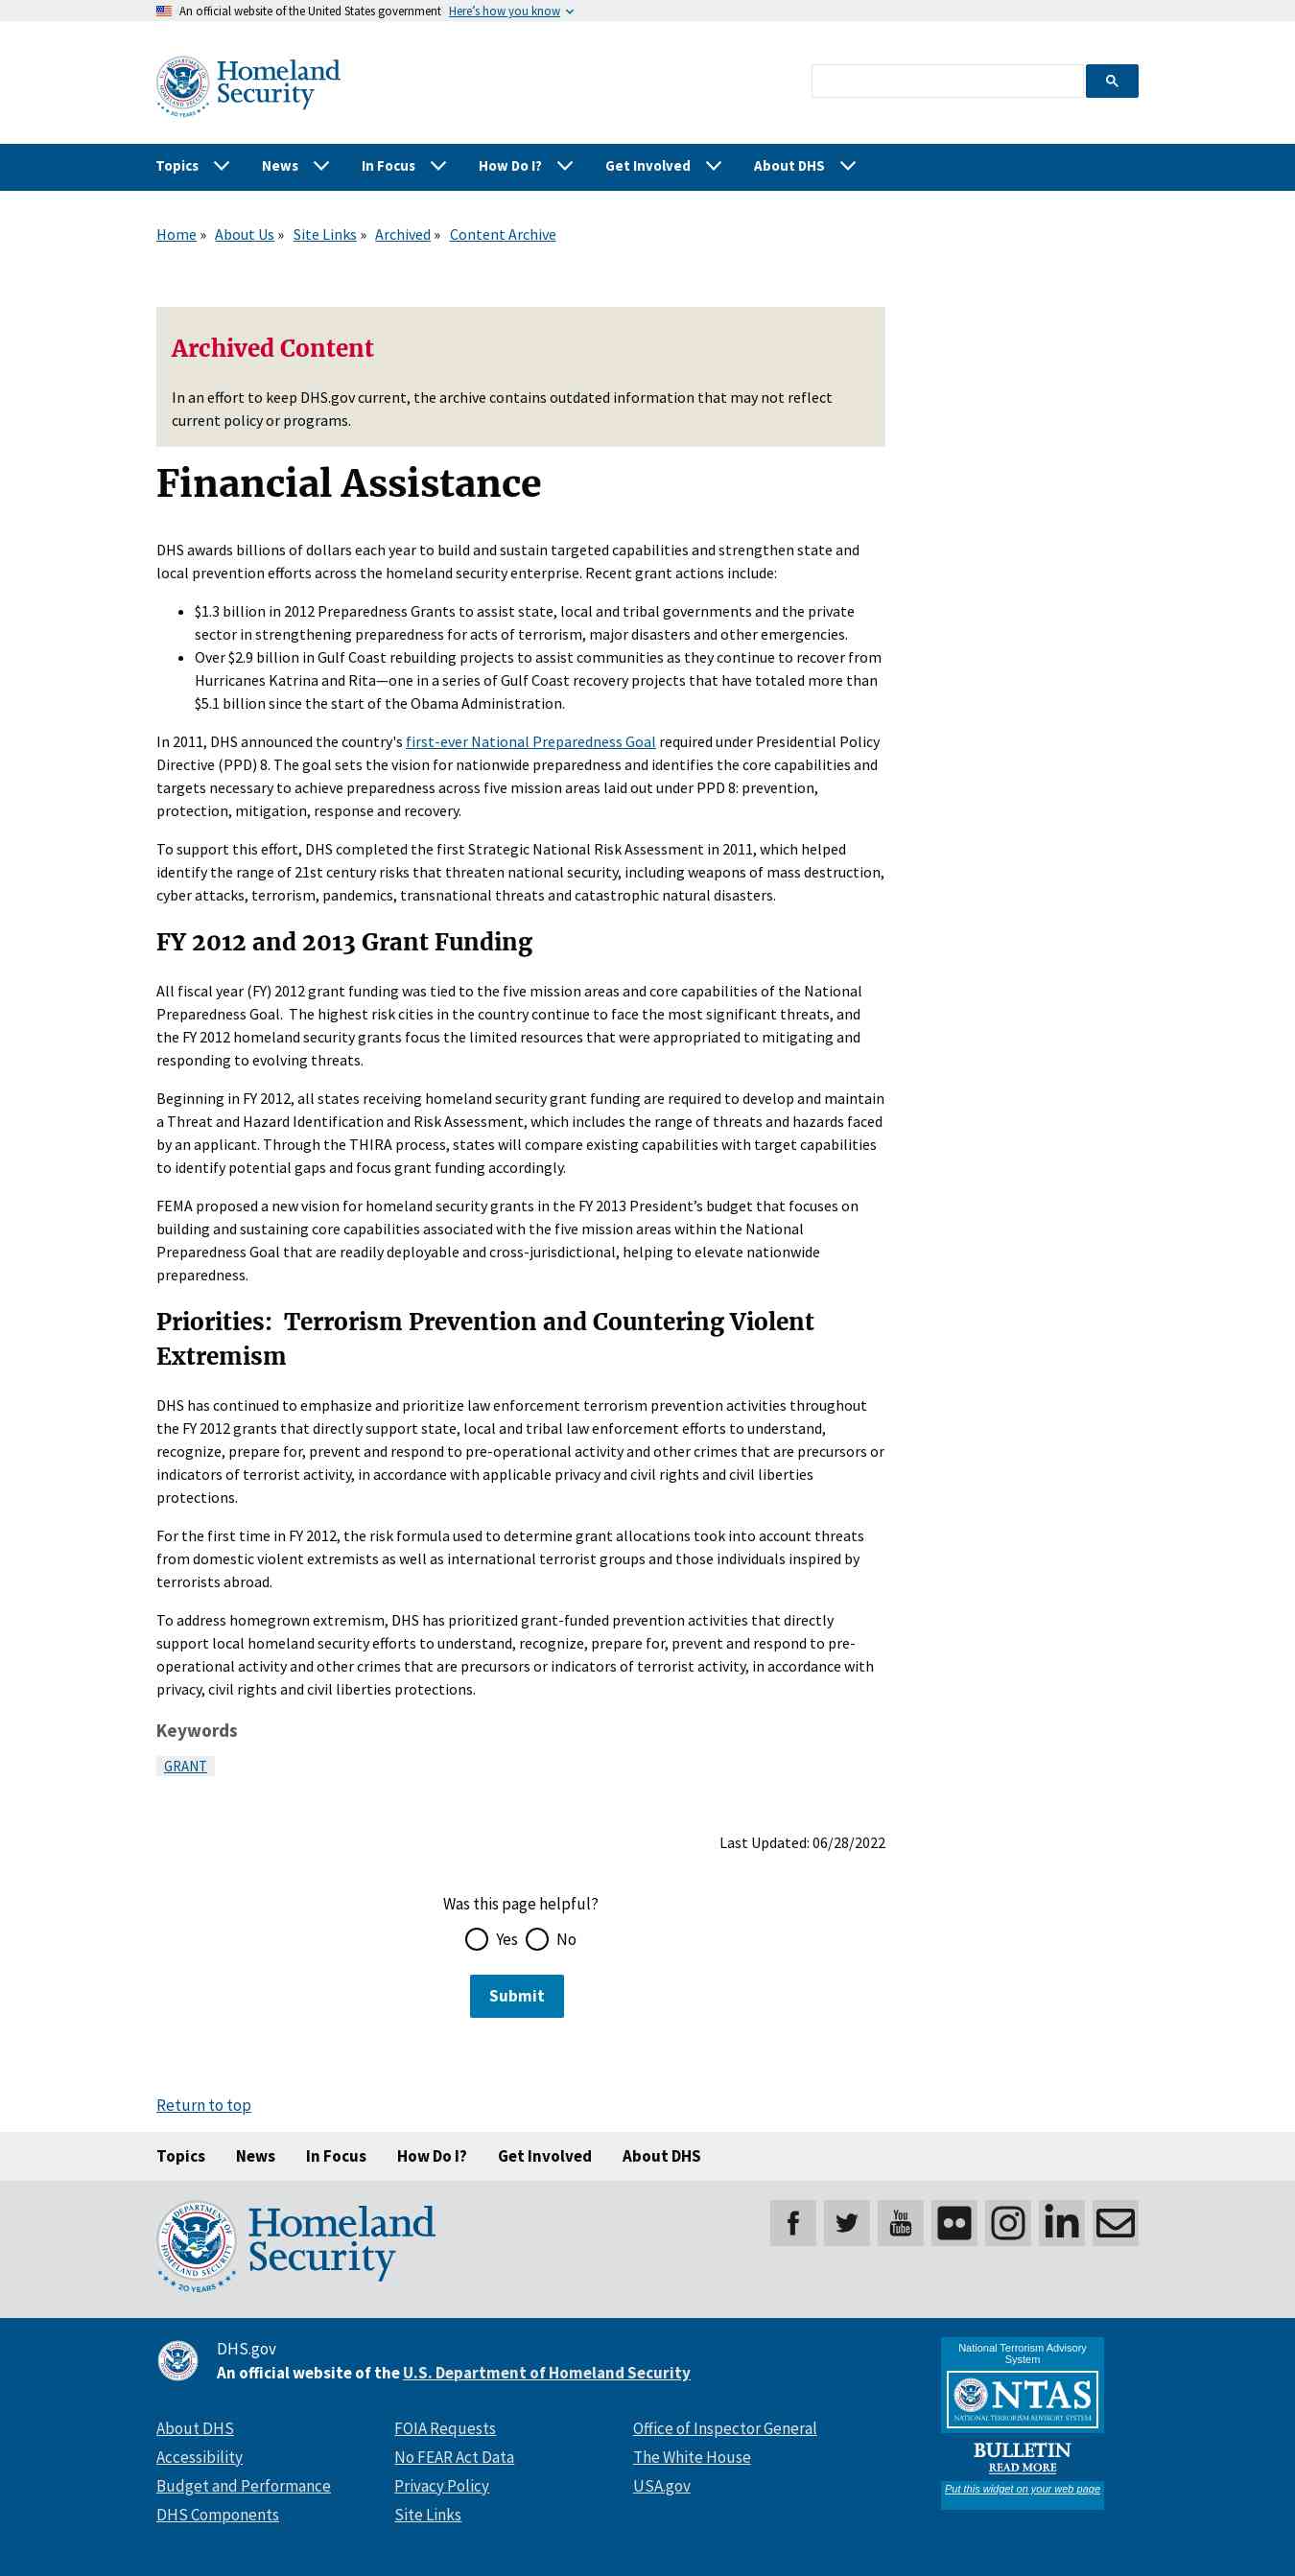 An official website of the United States government Here's how you know
Homeland
Security
Topics News In Focus How Do I? Get Involved About DHS
Home » About Us » Site Links » Archived » Content Archive
Archived Content
In an effort to keep DHS.gov current, the archive contains outdated information that may not reflect
current policy or programs.
Financial Assistance
DHS awards billions of dollars each year to build and sustain targeted capabilities and strengthen state and
local prevention efforts across the homeland security enterprise. Recent grant actions include:
• $1.3 billion in 2012 Preparedness Grants to assist state, local and tribal governments and the private
sector in strengthening preparedness for acts of terrorism, major disasters and other emergencies.
• Over $2.9 billion in Gulf Coast rebuilding projects to assist communities as they continue to recover from
Hurricanes Katrina and Rita—one in a series of Gulf Coast recovery projects that have totaled more than
$5.1 billion since the start of the Obama Administration.
In 2011, DHS announced the country's first-ever National Preparedness Goal required under Presidential Policy
Directive (PPD) 8. The goal sets the vision for nationwide preparedness and identifies the core capabilities and
targets necessary to achieve preparedness across five mission areas laid out under PPD 8: prevention,
protection, mitigation, response and recovery.
To support this effort, DHS completed the first Strategic National Risk Assessment in 2011, which helped
identify the range of 21st century risks that threaten national security, including weapons of mass destruction,
cyber attacks, terrorism, pandemics, transnational threats and catastrophic natural disasters.
FY 2012 and 2013 Grant Funding
All fiscal year (FY) 2012 grant funding was tied to the five mission areas and core capabilities of the National
Preparedness Goal.  The highest risk cities in the country continue to face the most significant threats, and
the FY 2012 homeland security grants focus the limited resources that were appropriated to mitigating and
responding to evolving threats.
Beginning in FY 2012, all states receiving homeland security grant funding are required to develop and maintain
a Threat and Hazard Identification and Risk Assessment, which includes the range of threats and hazards faced
by an applicant. Through the THIRA process, states will compare existing capabilities with target capabilities
to identify potential gaps and focus grant funding accordingly.
FEMA proposed a new vision for homeland security grants in the FY 2013 President’s budget that focuses on
building and sustaining core capabilities associated with the five mission areas within the National
Preparedness Goal that are readily deployable and cross-jurisdictional, helping to elevate nationwide
preparedness.
Priorities:  Terrorism Prevention and Countering Violent
Extremism
DHS has continued to emphasize and prioritize law enforcement terrorism prevention activities throughout
the FY 2012 grants that directly support state, local and tribal law enforcement efforts to understand,
recognize, prepare for, prevent and respond to pre-operational activity and other crimes that are precursors or
indicators of terrorist activity, in accordance with applicable privacy and civil rights and civil liberties
protections.
For the first time in FY 2012, the risk formula used to determine grant allocations took into account threats
from domestic violent extremists as well as international terrorist groups and those individuals inspired by
terrorists abroad.
To address homegrown extremism, DHS has prioritized grant-funded prevention activities that directly
support local homeland security efforts to understand, recognize, prepare for, prevent and respond to pre-
operational activity and other crimes that are precursors or indicators of terrorist activity, in accordance with
privacy, civil rights and civil liberties protections.
Keywords
GRANT
Last Updated: 06/28/2022
Was this page helpful?
Yes No
Submit
Return to top
Topics News In Focus How Do I? Get Involved About DHS
U.S. DEPARTMENT OF
HOMELAND SECURITY
20 YEARS
Homeland
Security
You
Tube
DHS.gov
An official website of the U.S. Department of Homeland Security
About DHS FOIA Requests Office of Inspector General
Accessibility No FEAR Act Data The White House
Budget and Performance Privacy Policy USA.gov
DHS Components Site Links
National Terrorism Advisory
System
NTAS
NATIONAL TERRORISM ADVISORY SYSTEM
BULLETIN
READ MORE
Put this widget on your web page